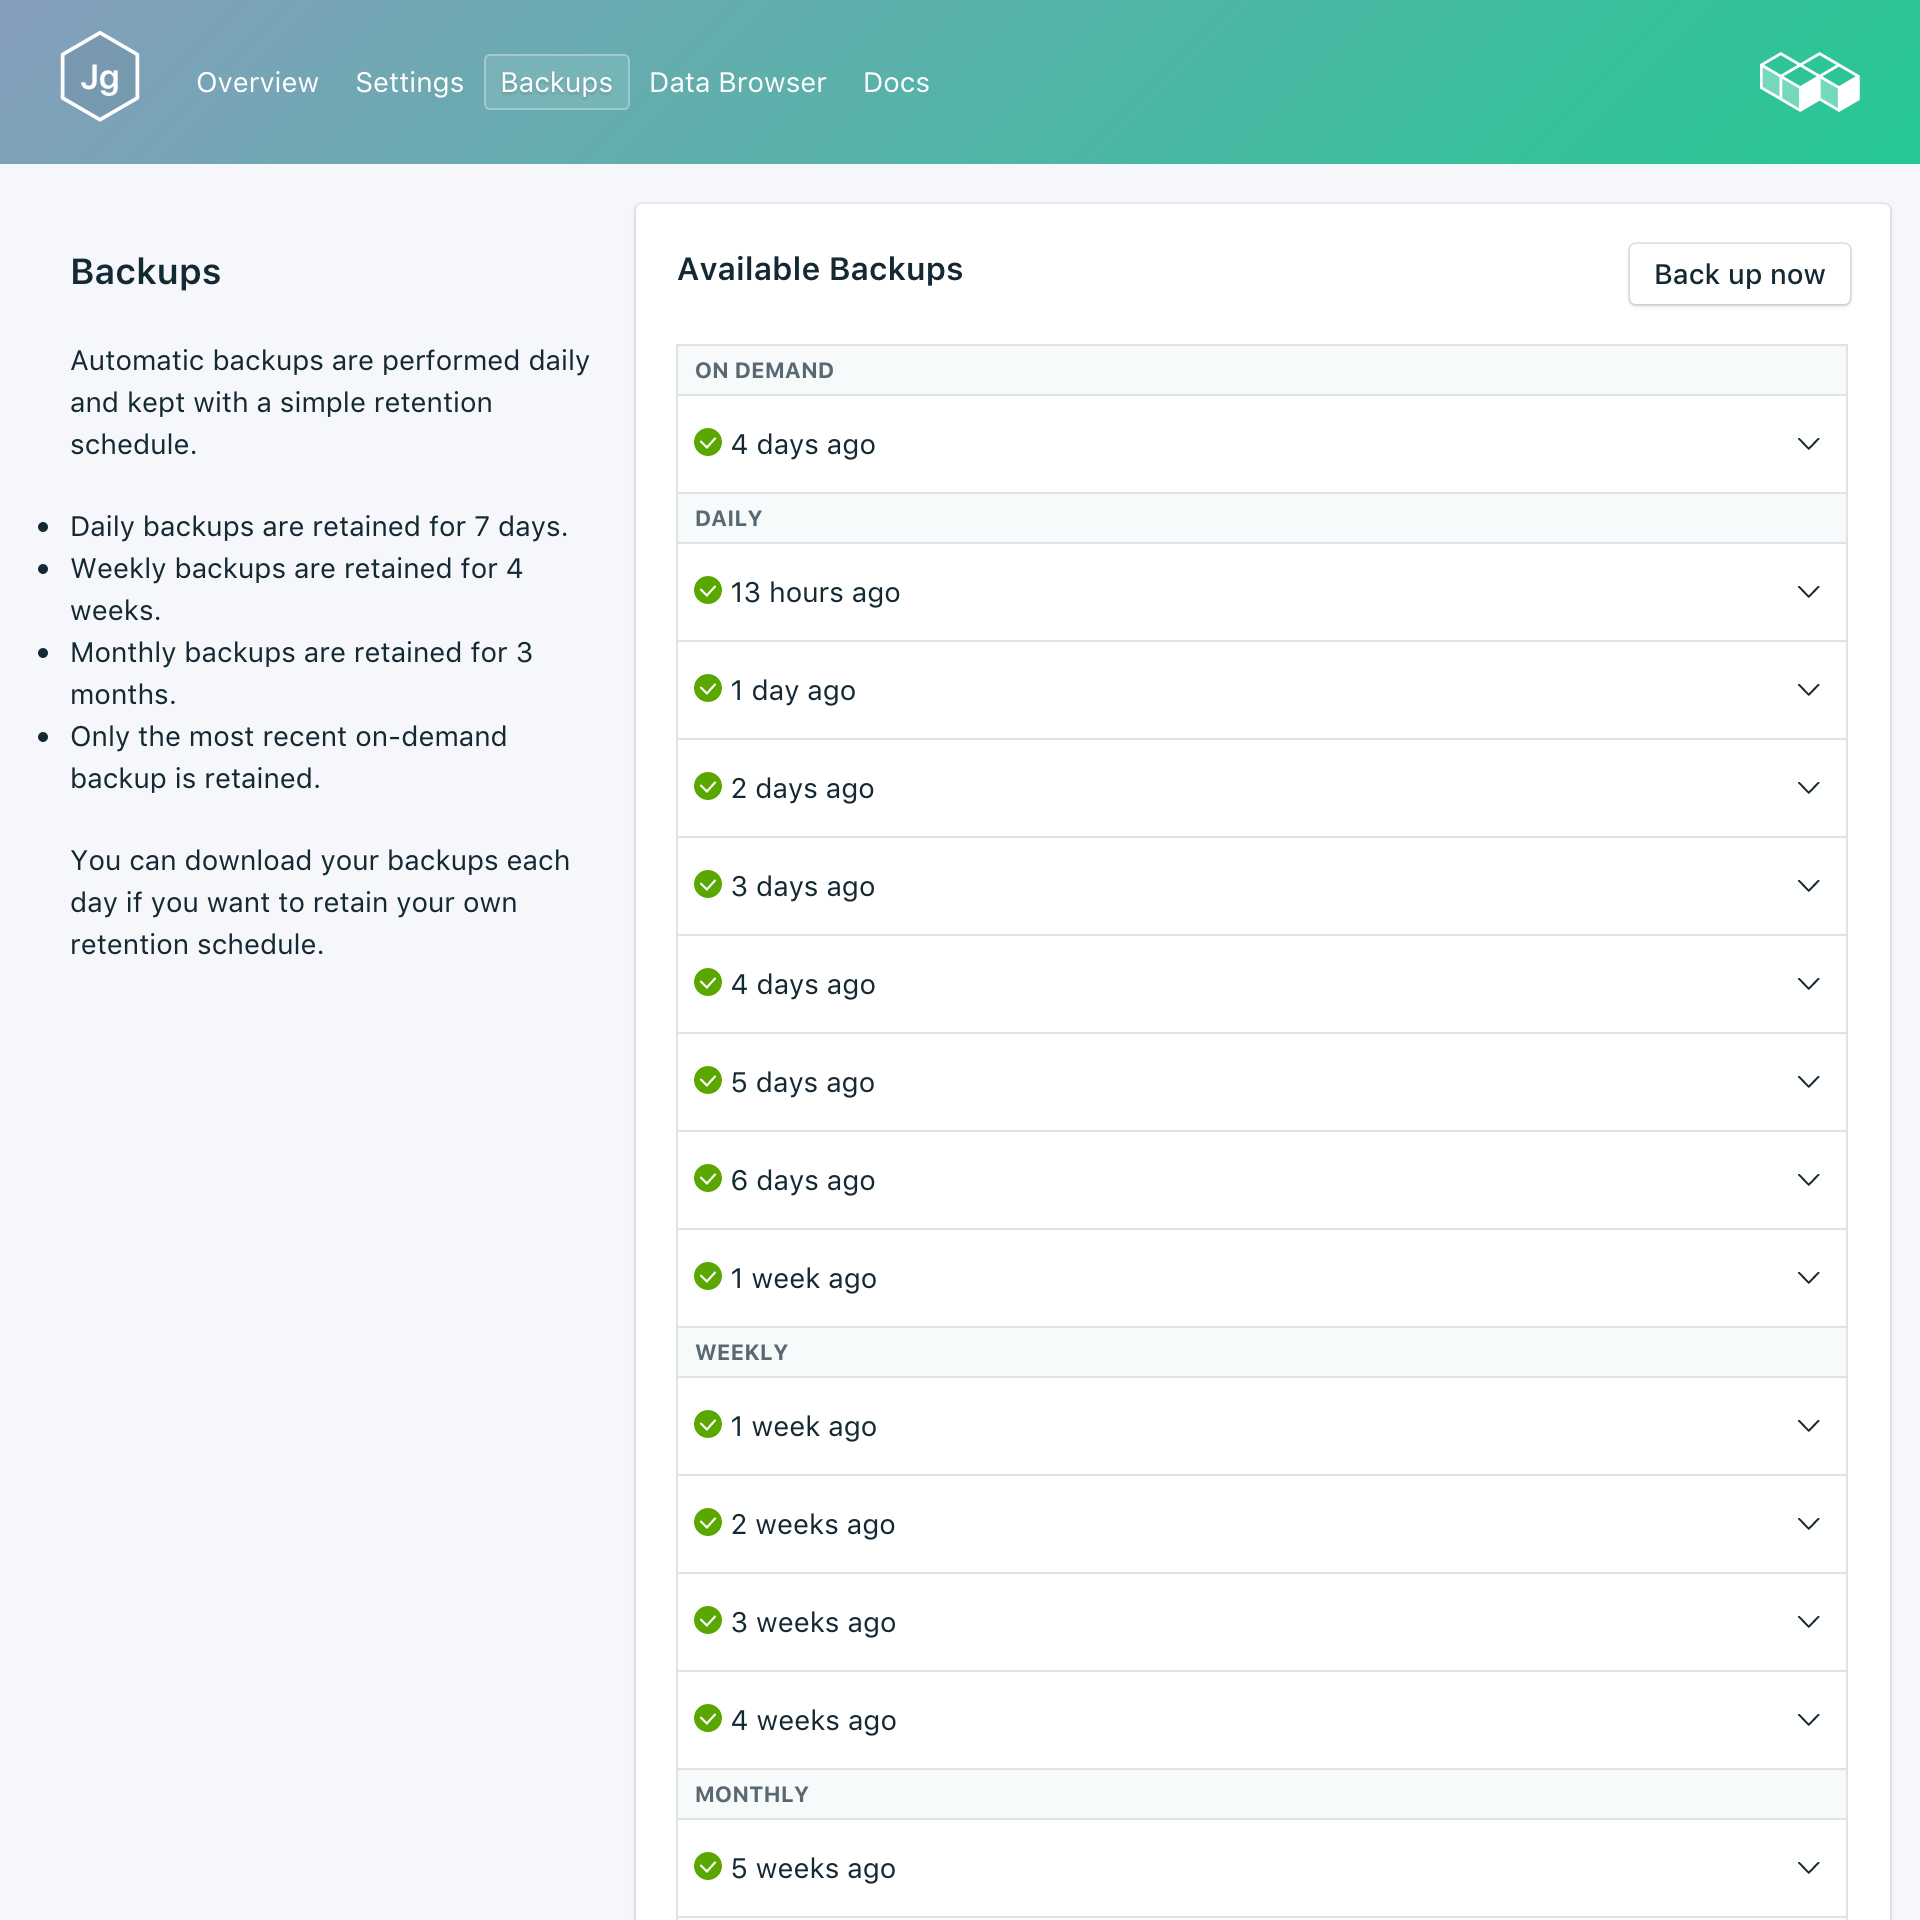 Jg
Overview Settings Backups Data Browser Docs
Backups
Automatic backups are performed daily
and kept with a simple retention
schedule.
Daily backups are retained for 7 days.
Weekly backups are retained for 4
weeks.
Monthly backups are retained for 3
months.
Only the most recent on-demand
backup is retained.
You can download your backups each
day if you want to retain your own
retention schedule.
Available Backups
Back up now
ON DEMAND
4 days ago
DAILY
13 hours ago
1 day ago
2 days ago
3 days ago
4 days ago
5 days ago
6 days ago
1 week ago
WEEKLY
1 week ago
2 weeks ago
3 weeks ago
4 weeks ago
MONTHLY
5 weeks ago